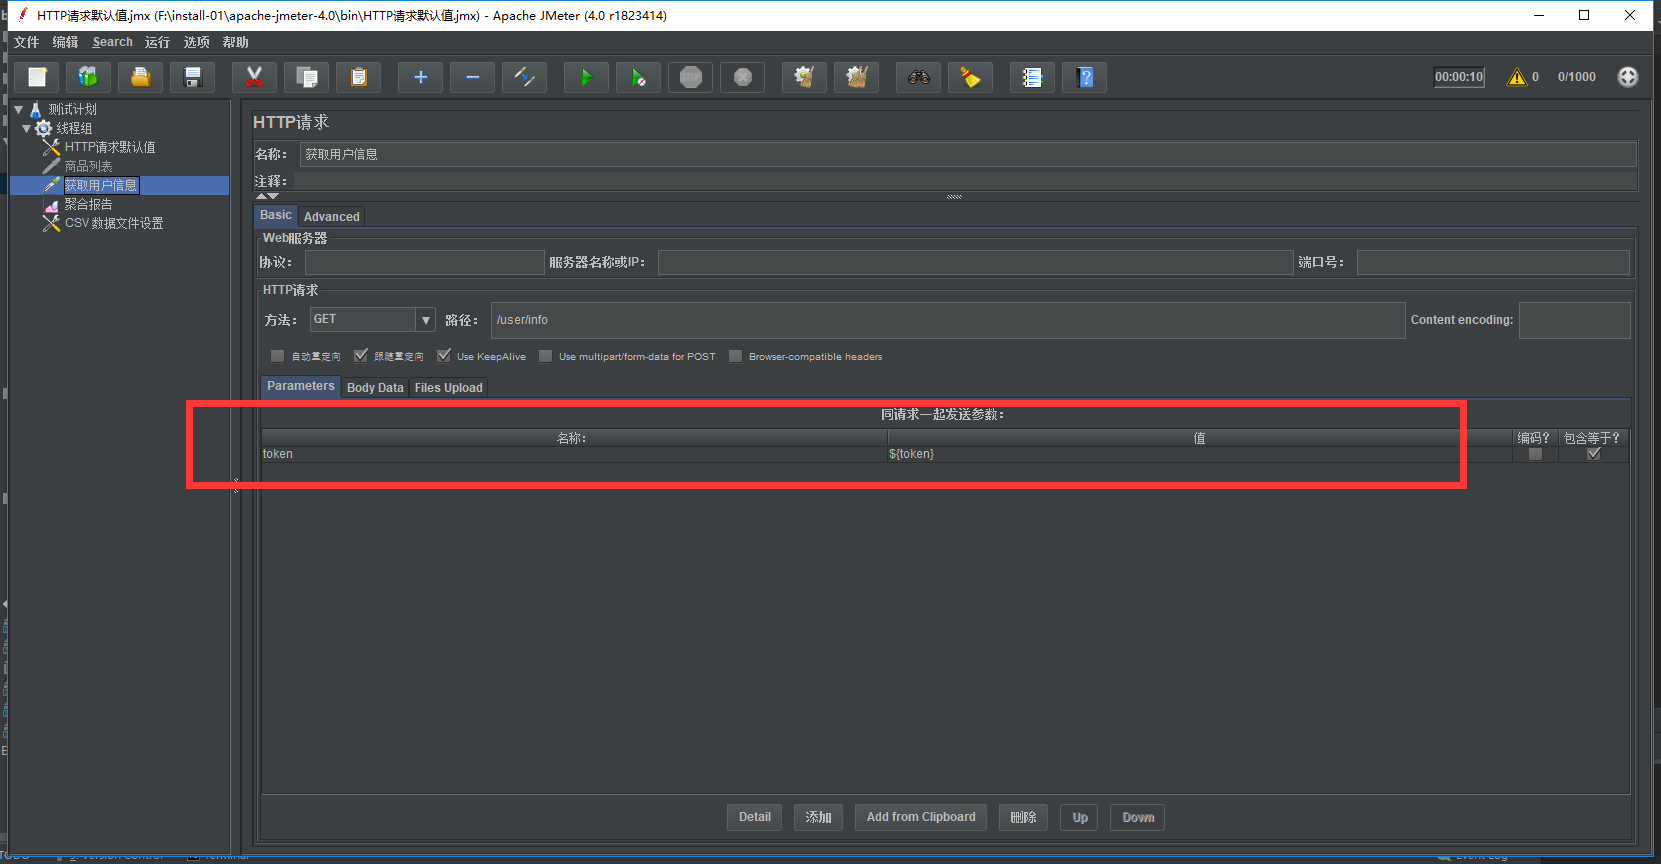 HTTP请求默认值.jmx (F:\install-01\apache-jmeter-4.0\bin\HTTP请求默认值.jmx) - Apache JMeter (4.0 r1823414)
文件 编辑 Search 运行 选项 帮助
STOP 00:00:10 0 0/1000
测试计划
线程组
HTTP请求默认值
商品列表
获取用户信息
聚合报告
CSV 数据文件设置
HTTP请求
名称： 获取用户信息
注释：
Basic Advanced
Web服务器
协议： 服务器名称或IP： 端口号：
HTTP请求
方法： GET 路径： /user/info Content encoding:
自动重定向 跟随重定向 Use KeepAlive Use multipart/form-data for POST Browser-compatible headers
Parameters Body Data Files Upload
同请求一起发送参数：
名称： 值 编码？ 包含等于？
token ${token}
Detail 添加 Add from Clipboard 删除 Up Down